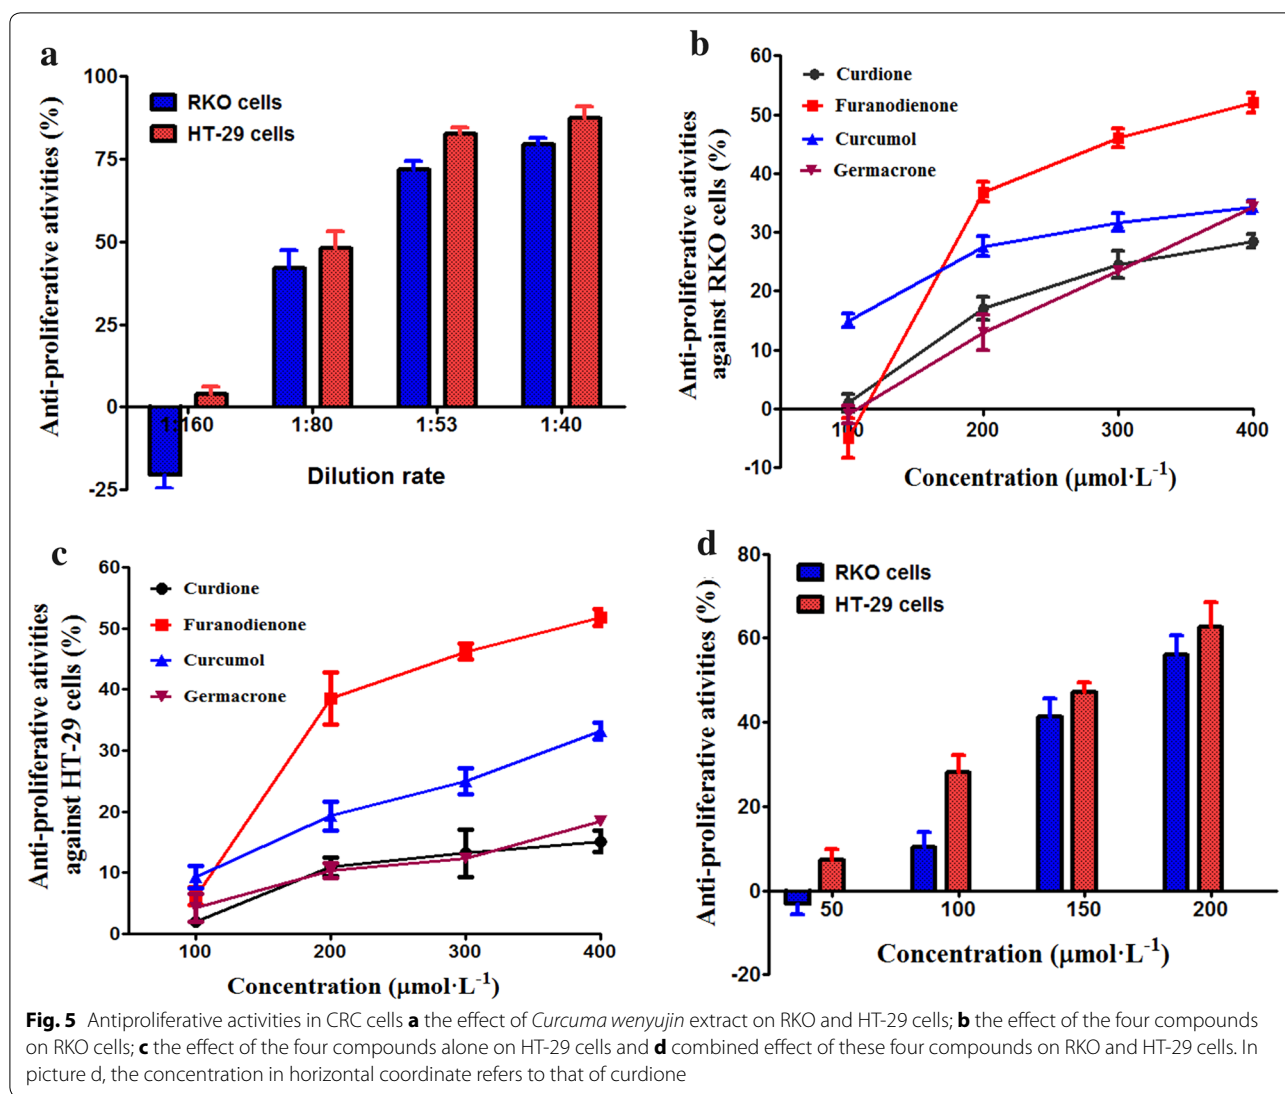 a
100
75
50
25
0
-25
Anti-proliferative ativities (%)
RKO cells
HT-29 cells
1:160
1:80
1:53
1:40
Dilution rate
b
60
50
40
30
20
10
0
-10
Anti-proliferative ativities
against RKO cells (%)
Curdione
Furanodienone
Curcumol
Germacrone
100
200
300
400
Concentration (μmol·L-1)
c
60
50
40
30
20
10
0
Anti-proliferative ativities
against HT-29 cells (%)
Curdione
Furanodienone
Curcumol
Germacrone
100
200
300
400
Concentration (μmol·L-1)
d
80
60
40
20
0
-20
Anti-proliferative ativities (%)
RKO cells
HT-29 cells
50
100
150
200
Concentration (μmol·L-1)
Fig. 5 Antiproliferative activities in CRC cells a the effect of Curcuma wenyujin extract on RKO and HT-29 cells; b the effect of the four compounds
on RKO cells; c the effect of the four compounds alone on HT-29 cells and d combined effect of these four compounds on RKO and HT-29 cells. In
picture d, the concentration in horizontal coordinate refers to that of curdione